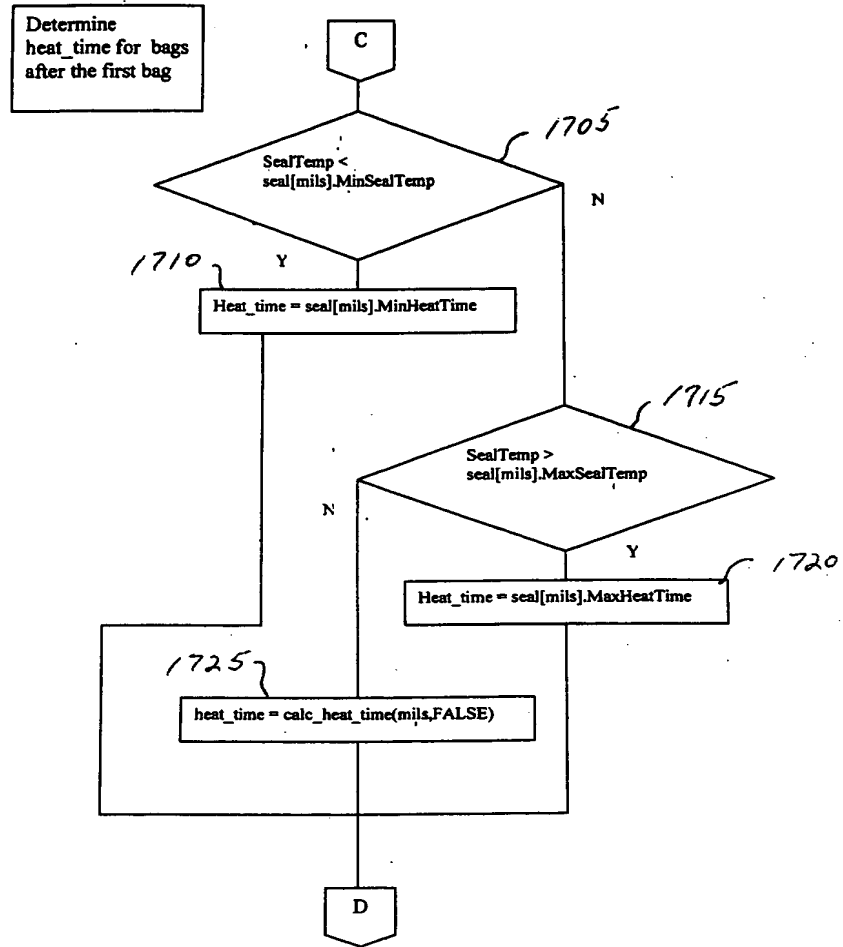 Determine
heat_time for bags
after the first bag
C
1705
SealTemp <
seal[mils].MinSealTemp
N
Y
1710
Heat_time = seal[mils].MinHeatTime
1715
SealTemp >
seal[mils].MaxSealTemp
N
Y
1720
Heat_time = seal[mils].MaxHeatTime
1725
heat_time = calc_heat_time(mils,FALSE)
D